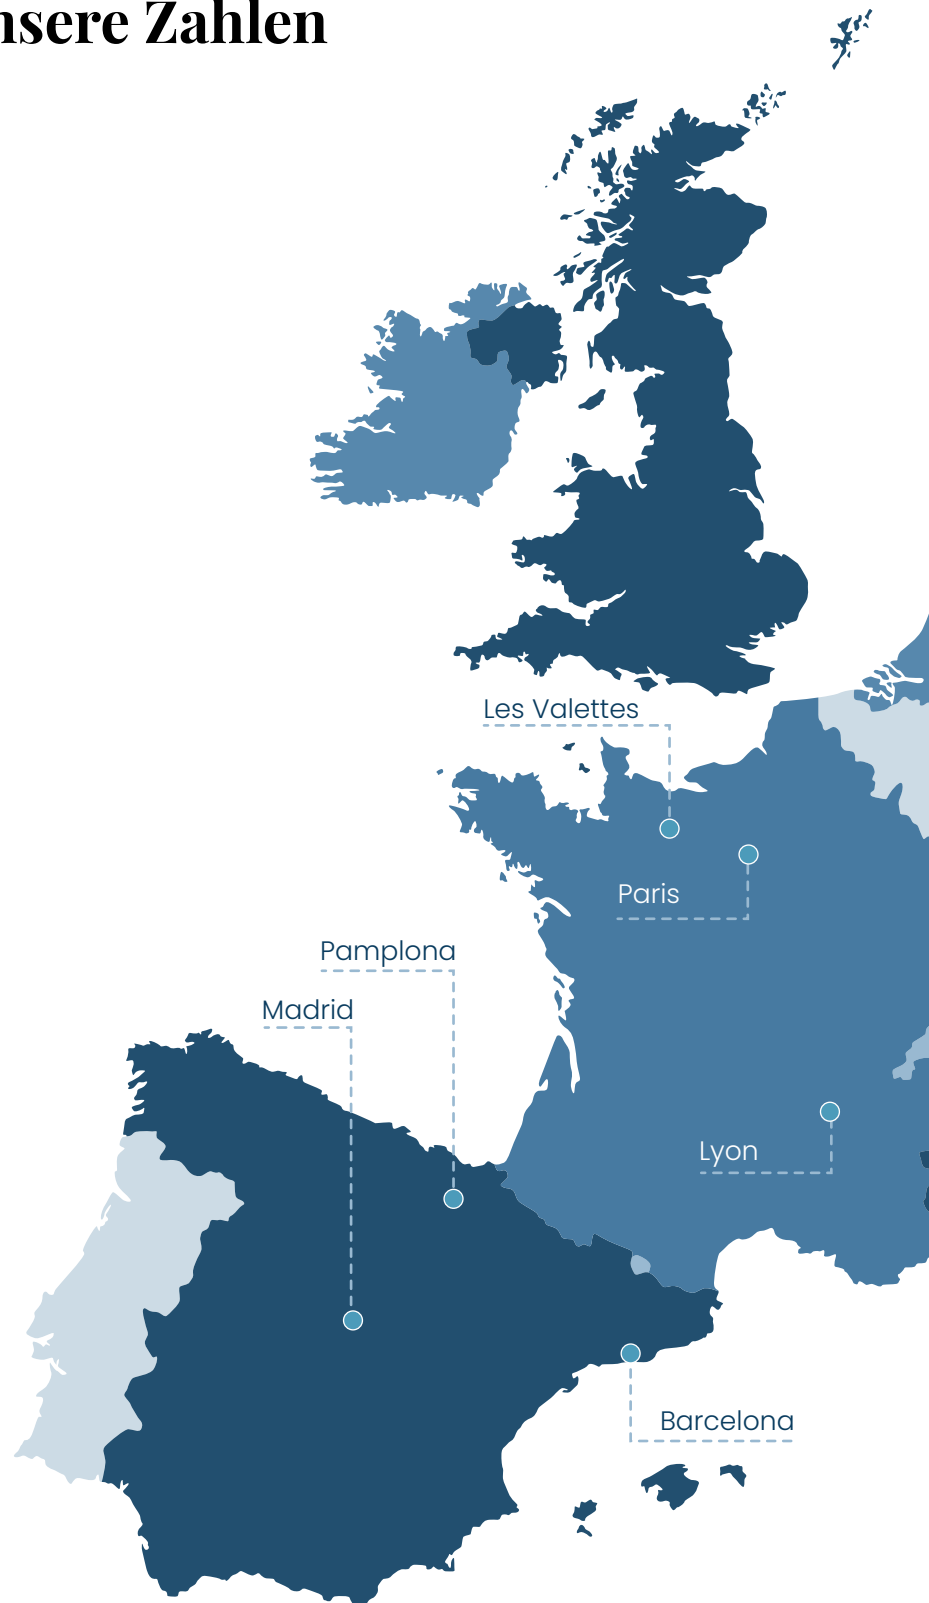 nsere Zahlen
Les Valettes
Paris
Pamplona
Madrid
Lyon
Barcelona